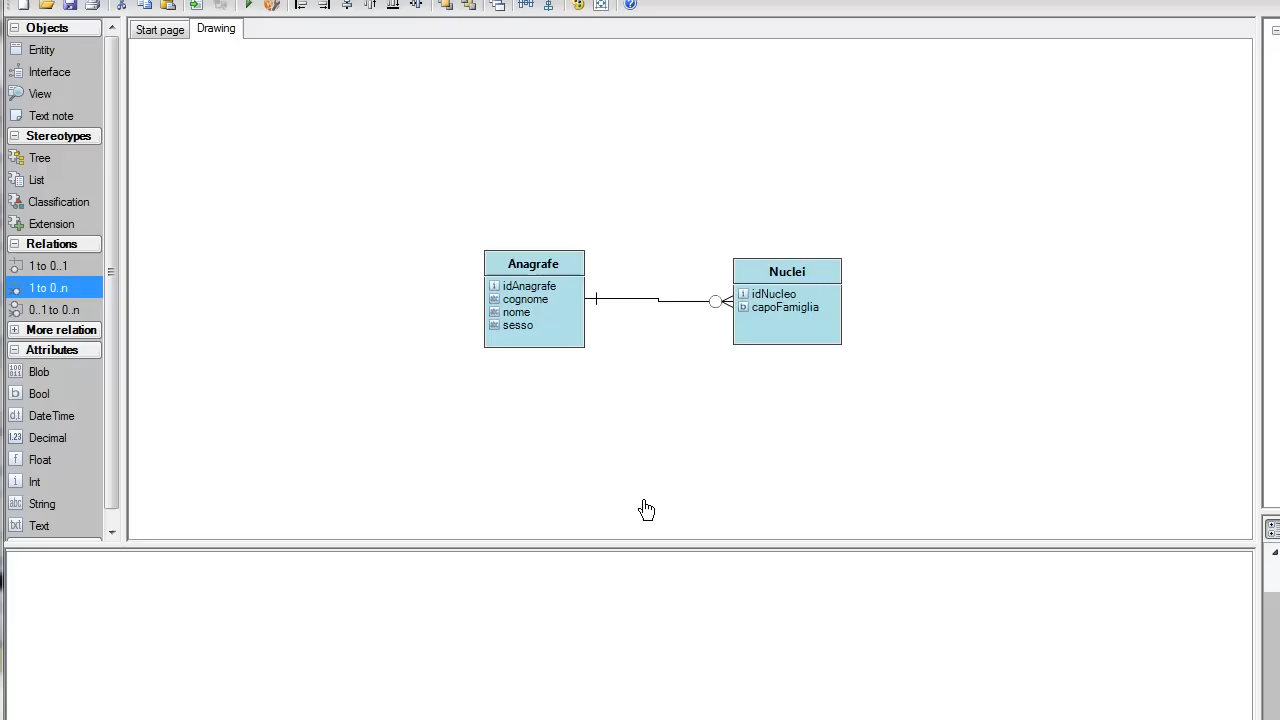 Start page
Drawing
Objects
Entity
Interface
View
Text note
Stereotypes
Tree
List
Classification
Extension
Relations
1 to 0..1
1 to 0..n
0..1 to 0..n
More relation
Attributes
Blob
Bool
DateTime
Decimal
Float
Int
String
Text
Anagrafe
idAnagrafe
cognome
nome
sesso
Nuclei
idNucleo
capoFamiglia